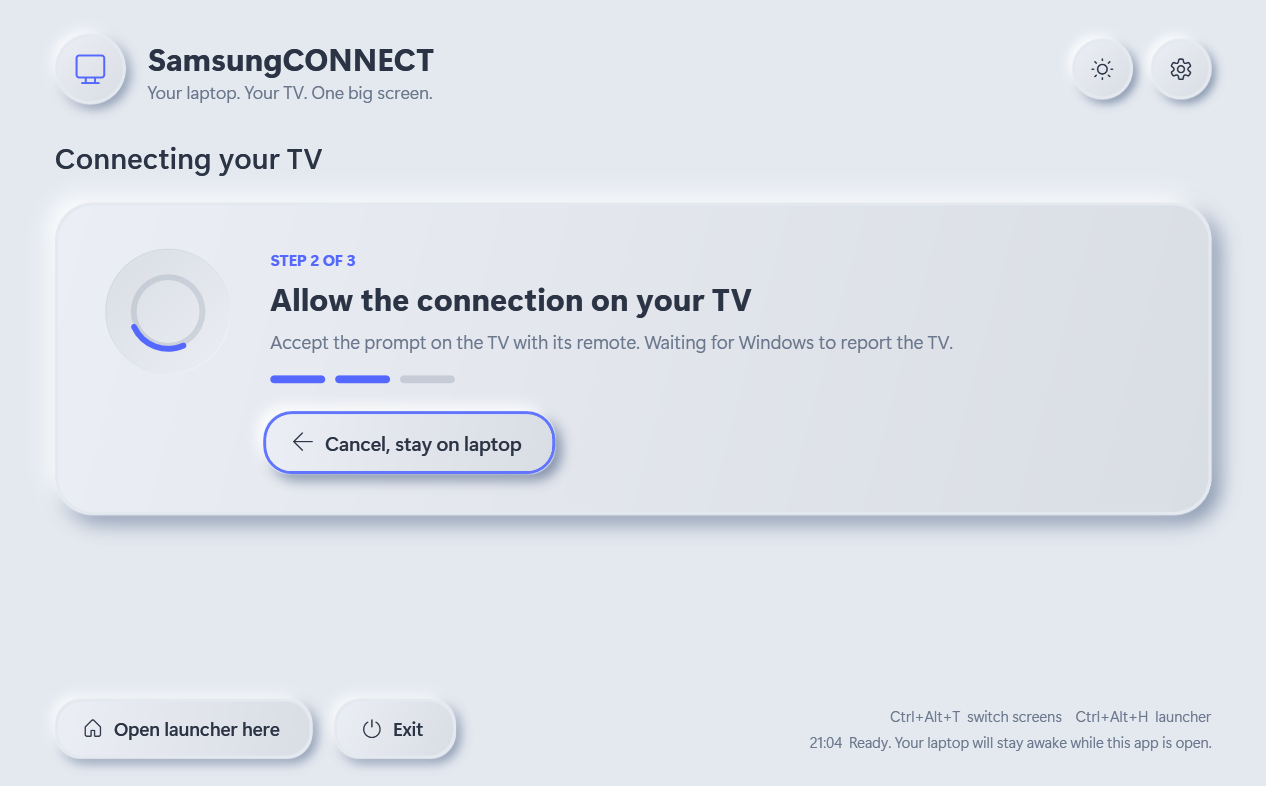 SamsungCONNECT
Your laptop. Your TV. One big screen.
Connecting your TV
STEP 2 OF 3
Allow the connection on your TV
Accept the prompt on the TV with its remote. Waiting for Windows to report the TV.
Cancel, stay on laptop
Open launcher here
Exit
Ctrl+Alt+T switch screens Ctrl+Alt+H launcher
21:04 Ready. Your laptop will stay awake while this app is open.